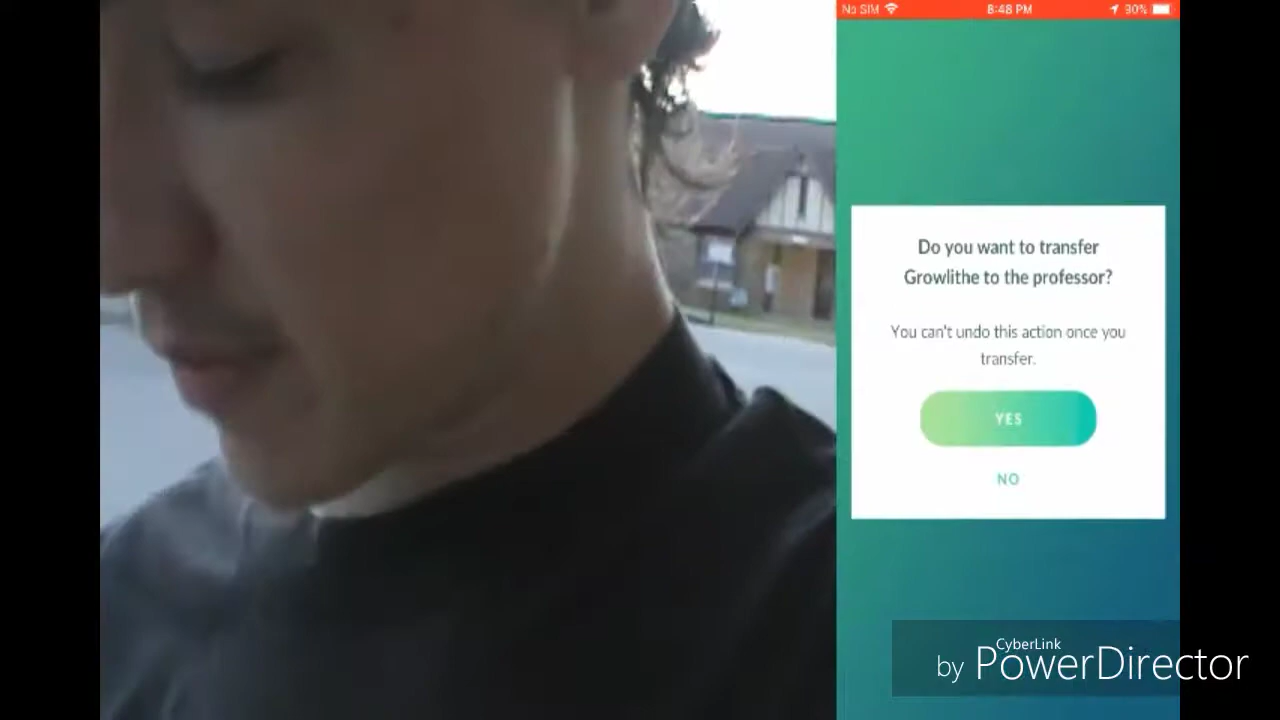 No SIM 8:48 PM 90%
Do you want to transfer
Growlithe to the professor?
You can't undo this action once you
transfer.
YES
NO
CyberLink
by PowerDirector